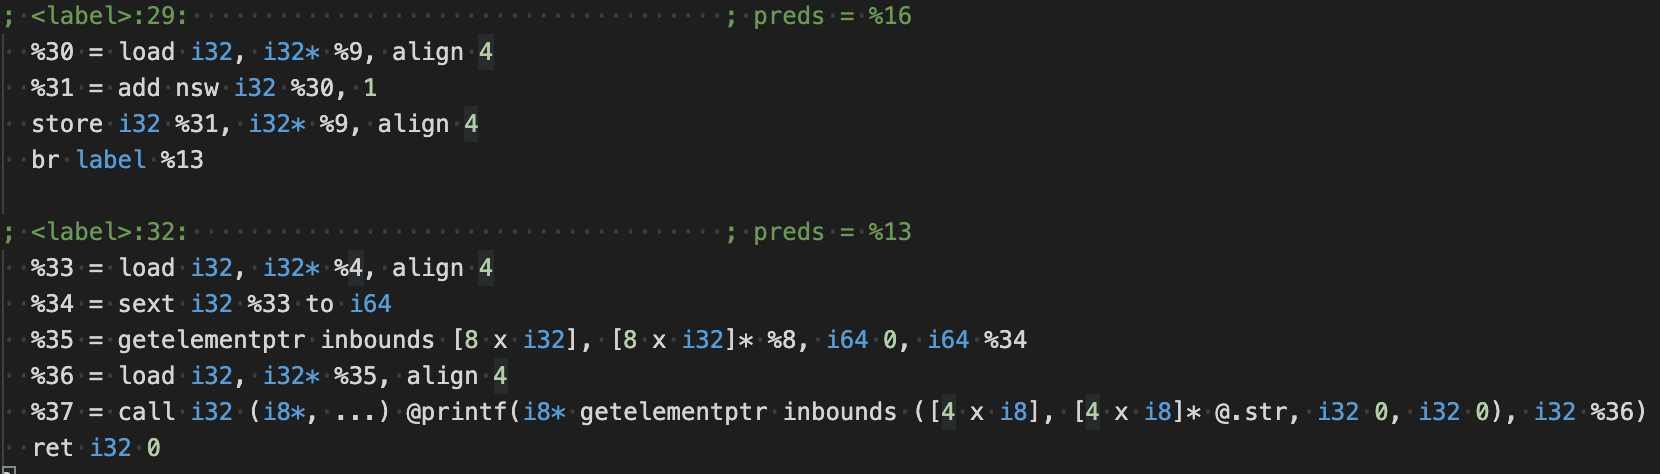 ; <label>:29:                                     ; preds = %16
  %30 = load i32, i32* %9, align 4
  %31 = add nsw i32 %30, 1
  store i32 %31, i32* %9, align 4
  br label %13

; <label>:32:                                     ; preds = %13
  %33 = load i32, i32* %4, align 4
  %34 = sext i32 %33 to i64
  %35 = getelementptr inbounds [8 x i32], [8 x i32]* %8, i64 0, i64 %34
  %36 = load i32, i32* %35, align 4
  %37 = call i32 (i8*, ...) @printf(i8* getelementptr inbounds ([4 x i8], [4 x i8]* @.str, i32 0, i32 0), i32 %36)
  ret i32 0